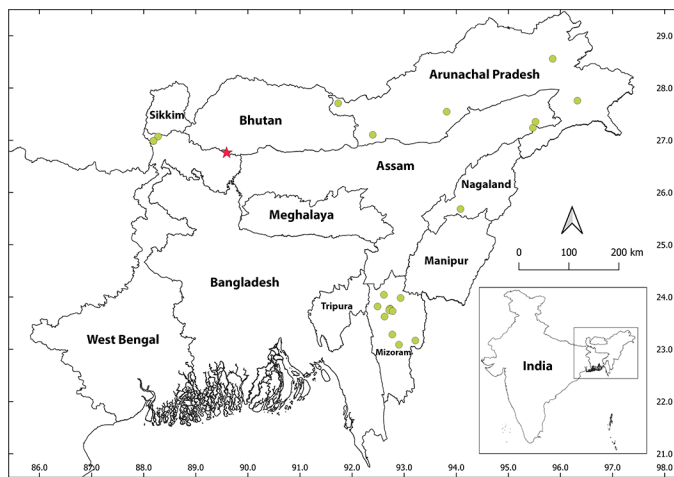 29.0
Arunachal Pradesh
28.0
Sikkim
Bhutan
27.0
Assam
Nagaland
26.0
Meghalaya
0 100 200 km
25.0
Manipur
Bangladesh
24.0
Tripura
West Bengal
Mizoram
23.0
India
22.0
21.0
86.0 87.0 88.0 89.0 90.0 91.0 92.0 93.0 94.0 95.0 96.0 97.0 98.0